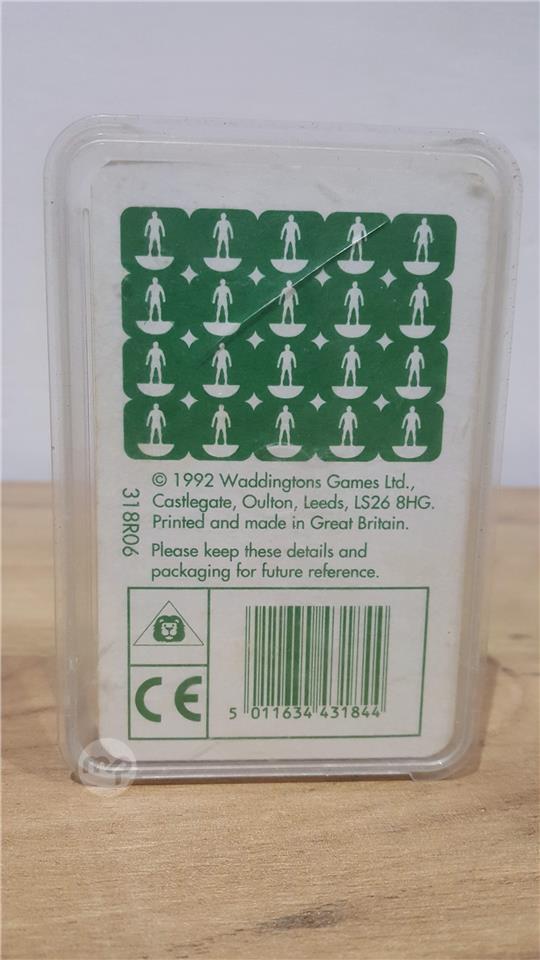 © 1992 Waddingtons Games Ltd.,
Castlegate, Oulton, Leeds, LS26 8HG.
Printed and made in Great Britain.
318R06
Please keep these details and
packaging for future reference.
CE
5 011634 431844